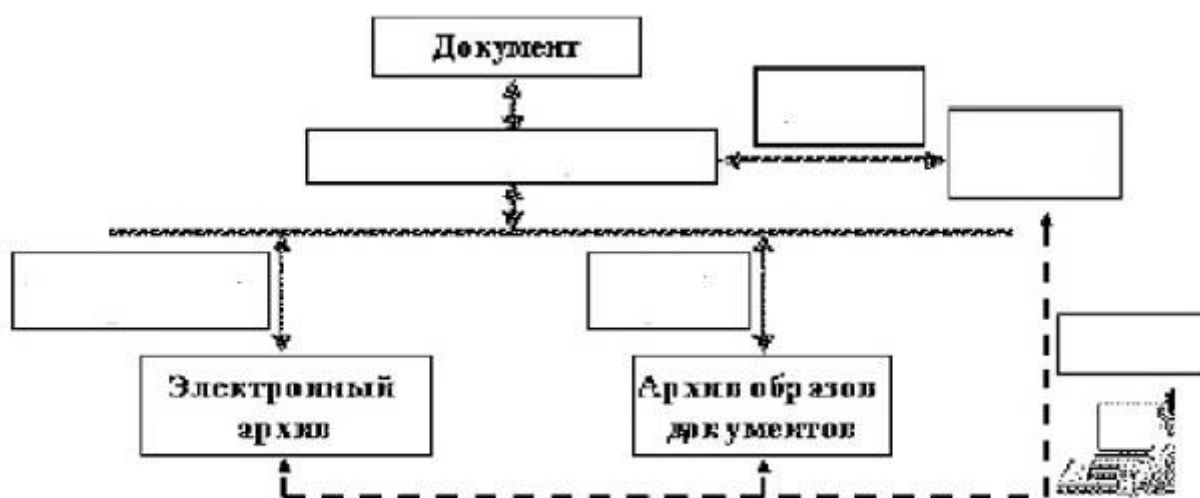 Документ
Электронный
архив
Архив образов
документов